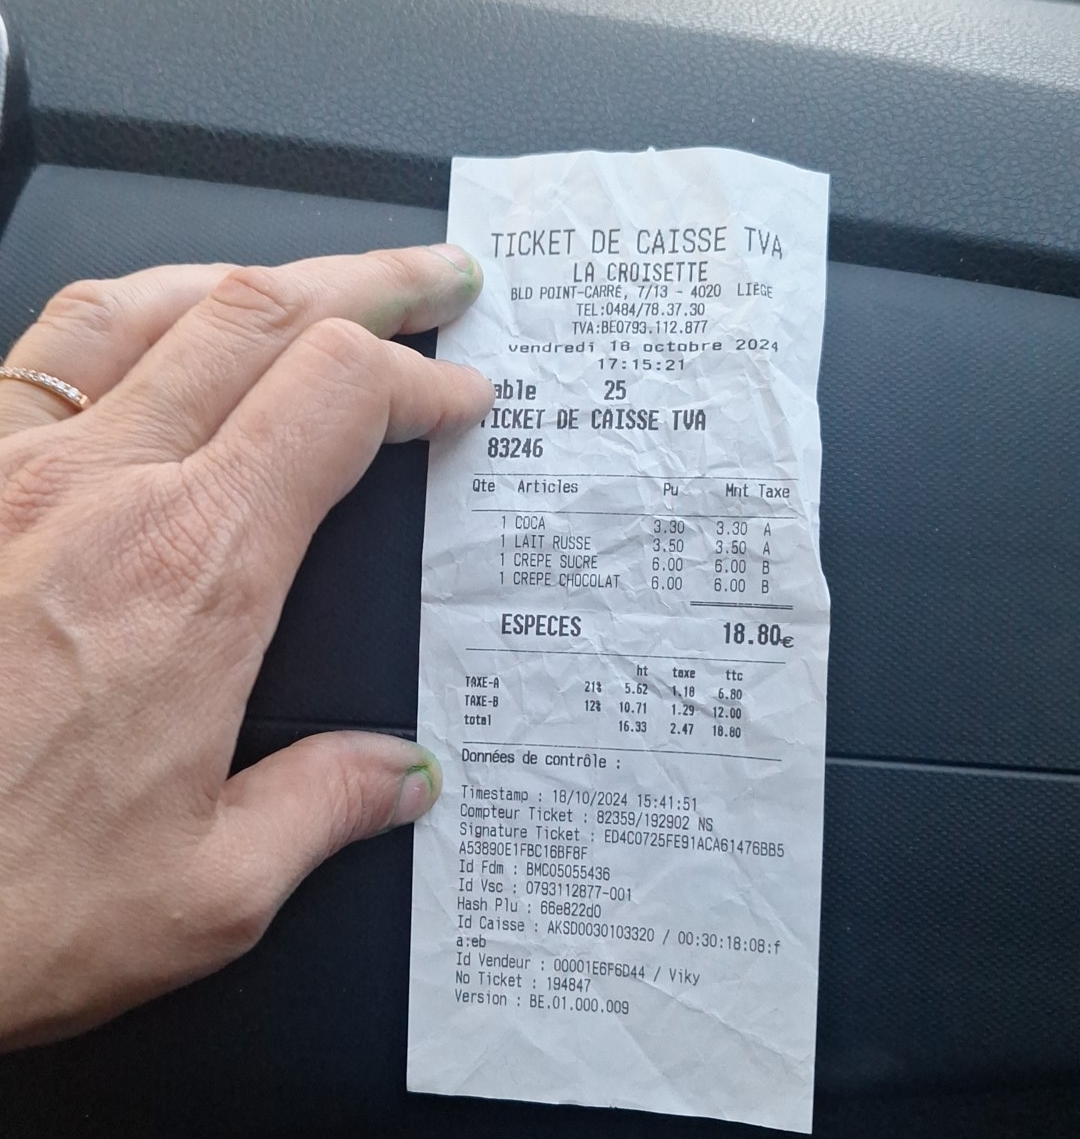 TICKET DE CAISSE TVA
LA CROISETTE
BLD POINT-CARRÉ, 7/13 - 4020 LIÈGE
TEL:0484/78.37.30
TVA:BE0793.112.877
vendredi 18 octobre 2024
17:15:21
able 25
TICKET DE CAISSE TVA
83246
Qte Articles Pu Mnt Taxe
1 COCA 3.30 3.30 A
1 LAIT RUSSE 3.50 3.50 A
1 CREPE SUCRE 6.00 6.00 B
1 CREPE CHOCOLAT 6.00 6.00 B
ESPECES 18.80€
ht taxe ttc
TAXE-A 21% 5.62 1.18 6.80
TAXE-B 12% 10.71 1.29 12.00
total 16.33 2.47 18.80
Données de contrôle :
Timestamp : 18/10/2024 15:41:51
Compteur Ticket : 82359/192902 NS
Signature Ticket : ED4C0725FE91ACA61476BB5
A53890E1FBC16BF8F
Id Fdm : BMC05055436
Id Vsc : 0793112877-001
Hash Plu : 66e822d0
Id Caisse : AKSD0030103320 / 00:30:18:08:f
a:eb
Id Vendeur : 00001E6F6D44 / Viky
No Ticket : 194847
Version : BE.01.000.009